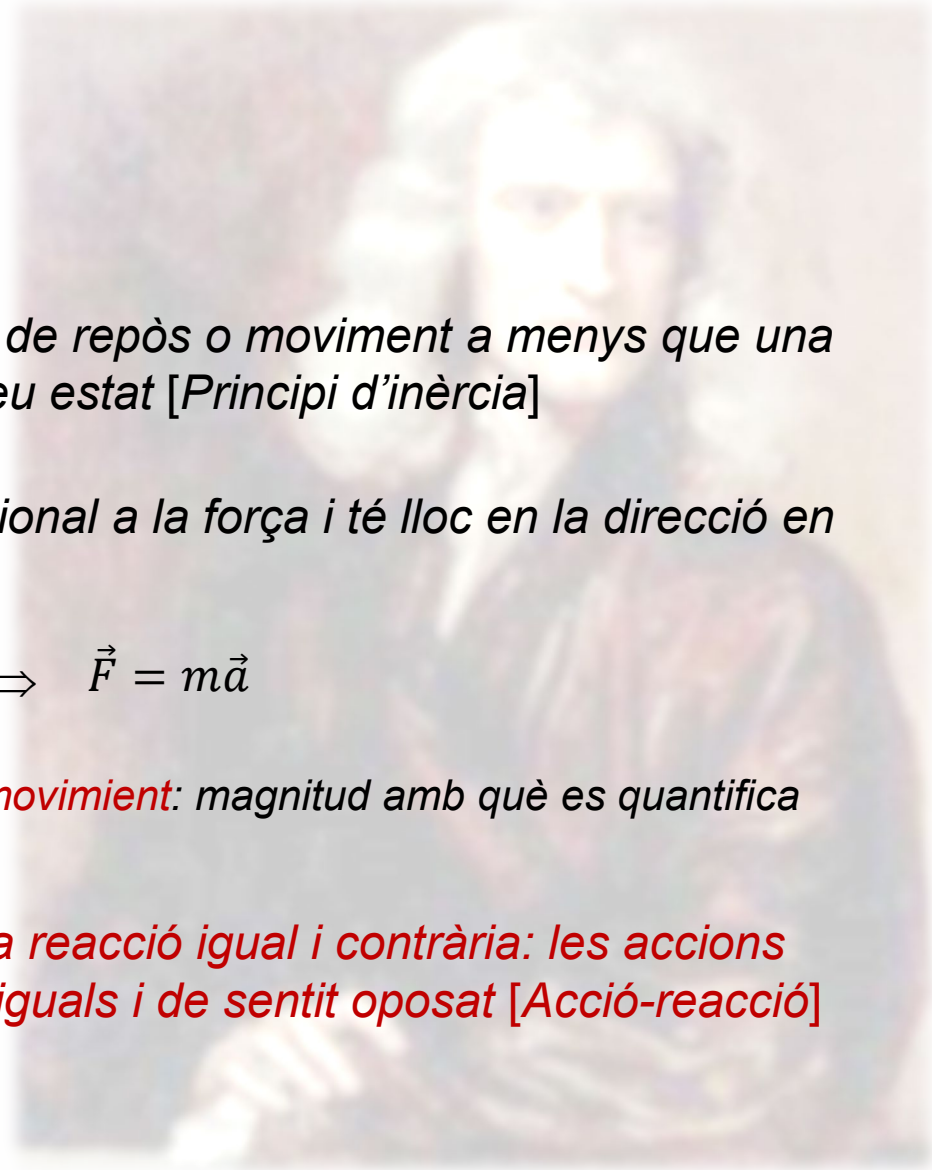 de repòs o moviment a menys que una
eu estat [Principi d’inèrcia]
ional a la força i té lloc en la direcció en
⇒ F⃗ = ma⃗
movimient: magnitud amb què es quantifica
a reacció igual i contrària: les accions
iguals i de sentit oposat [Acció-reacció]